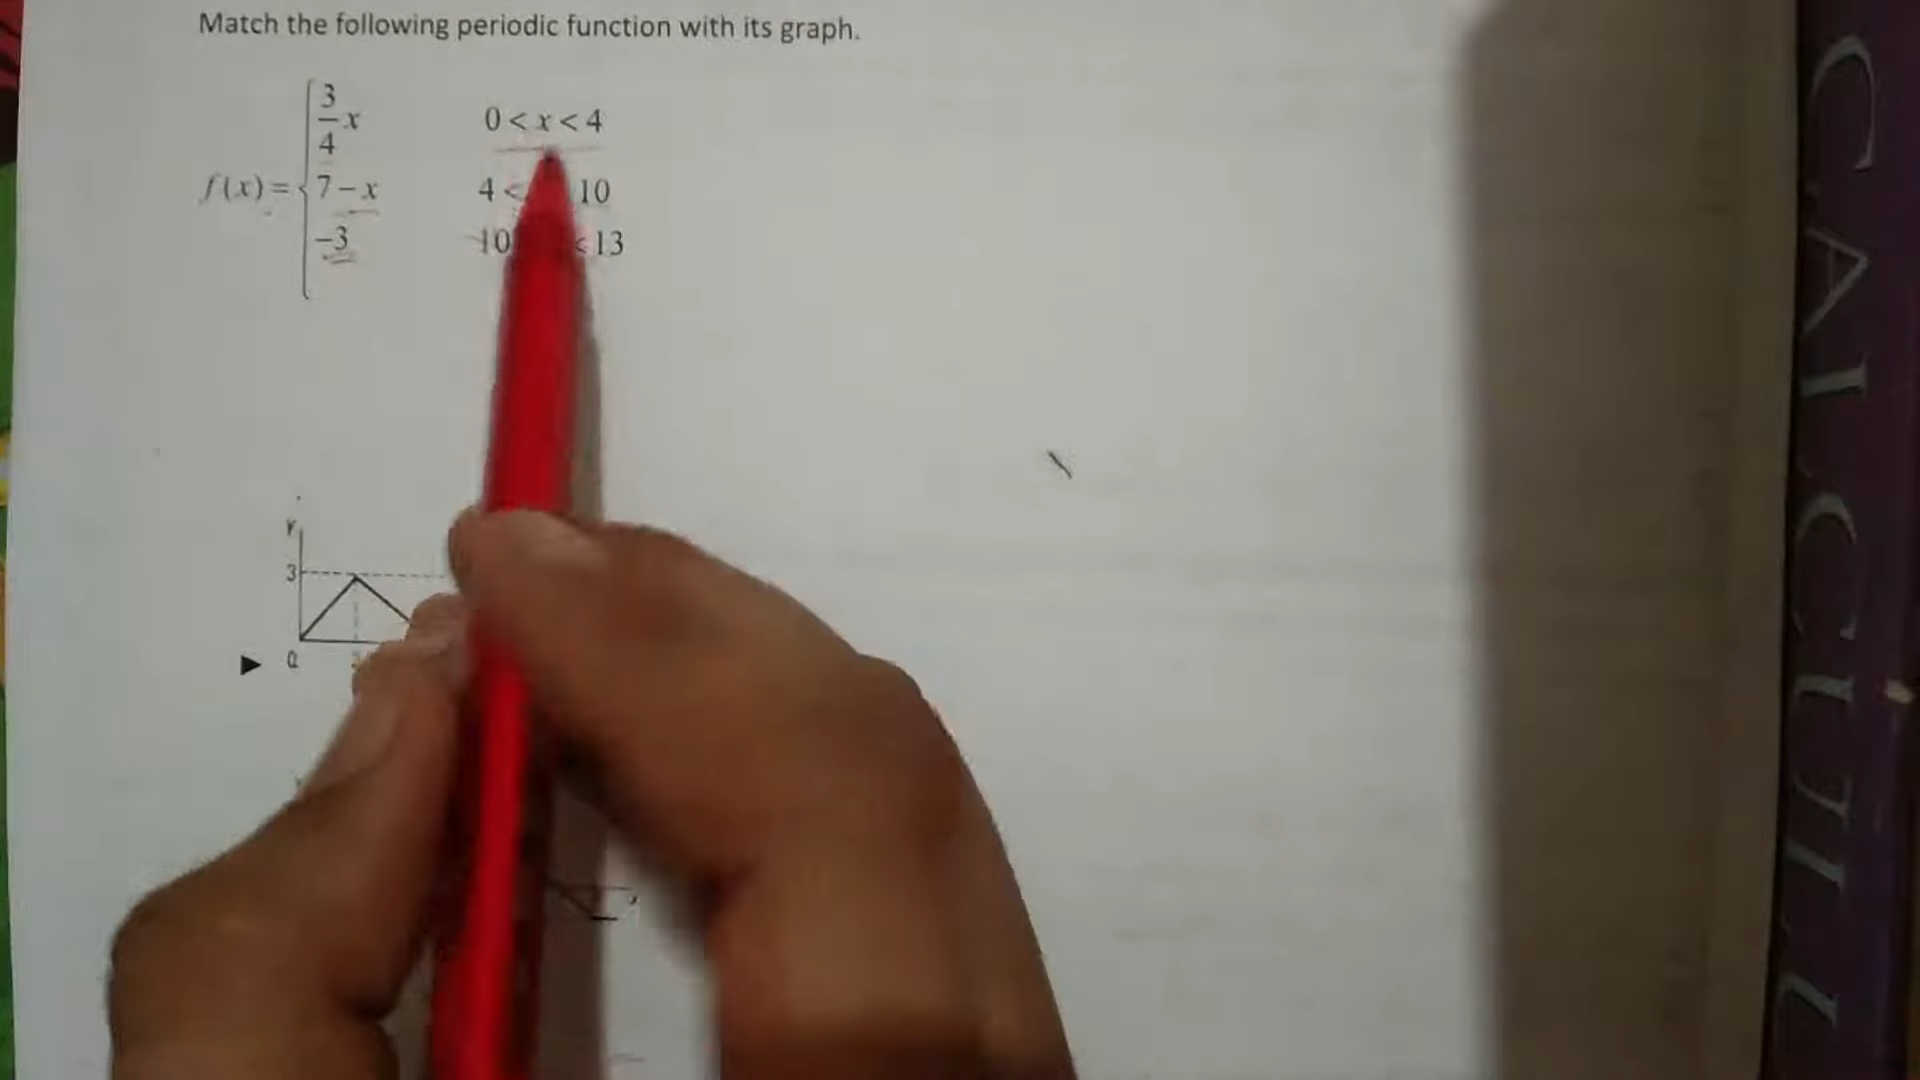 Match the following periodic function with its graph.
3/4 x 0 < x < 4
f(x) = 7 − x 4 < 10
−3 10 < 13
Y
3
0
CALCUL